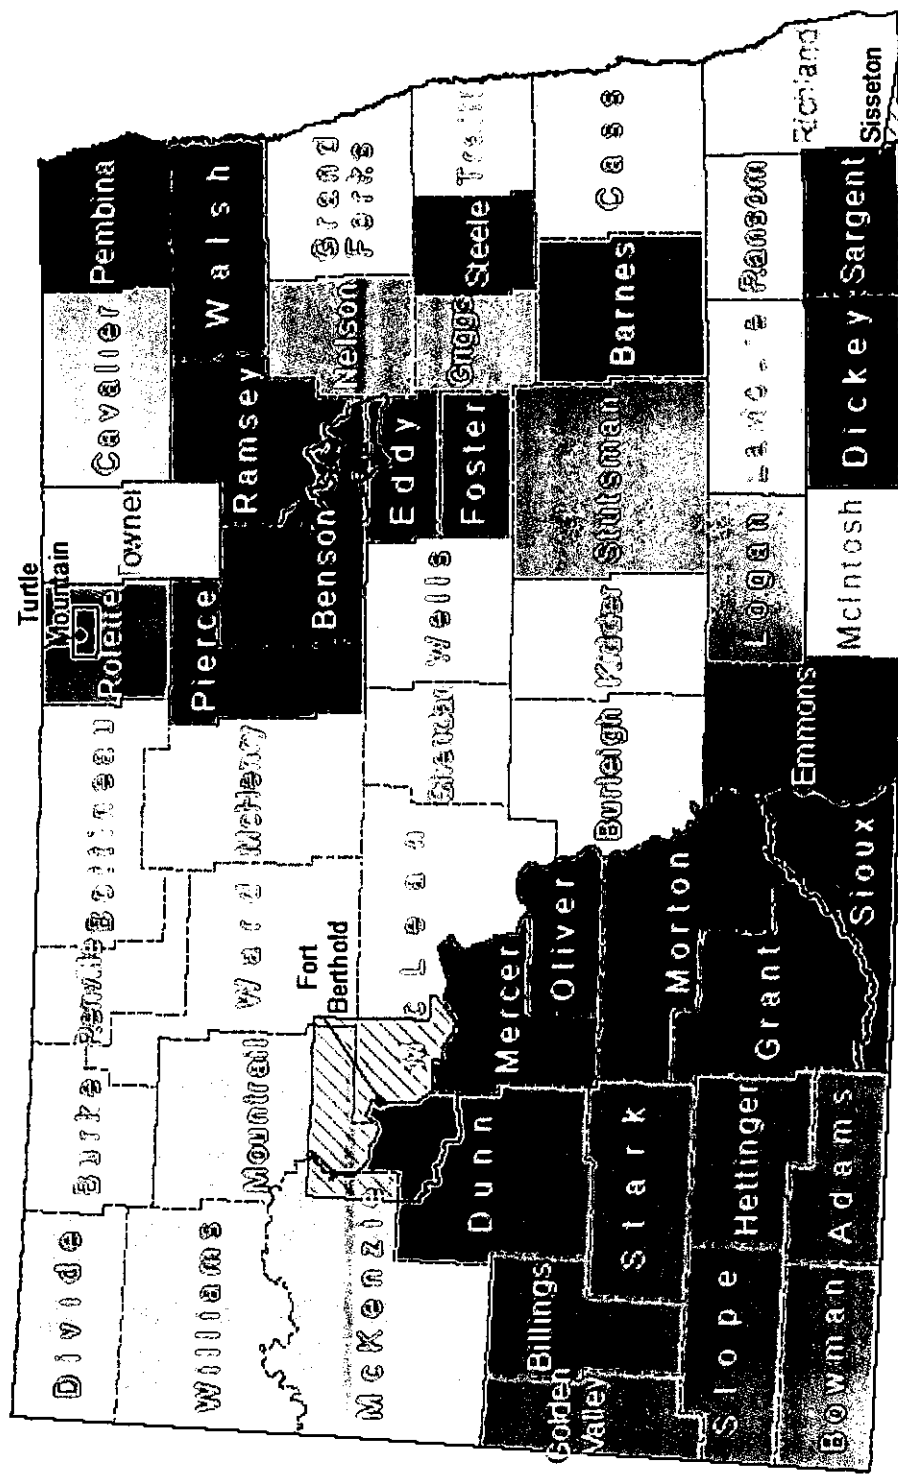 Divide
Burke
Renville
Bottineau
Turtle
Mountain
Rolette
Towner
Cavalier
Pembina
Williams
Mountrail
Ward
McHenry
Pierce
Benson
Ramsey
Walsh
McKenzie
Fort
Berthold
McLean
Sheridan
Wells
Eddy
Foster
Nelson
Grand
Forks
Griggs
Steele
Traill
Golden
Valley
Billings
Dunn
Mercer
Oliver
Burleigh
Kidder
Stutsman
Barnes
Cass
Stark
Morton
Slope
Hettinger
Grant
Emmons
Logan
LaMoure
Ransom
Richland
Bowman
Adams
Sioux
McIntosh
Dickey
Sargent
Sisseton